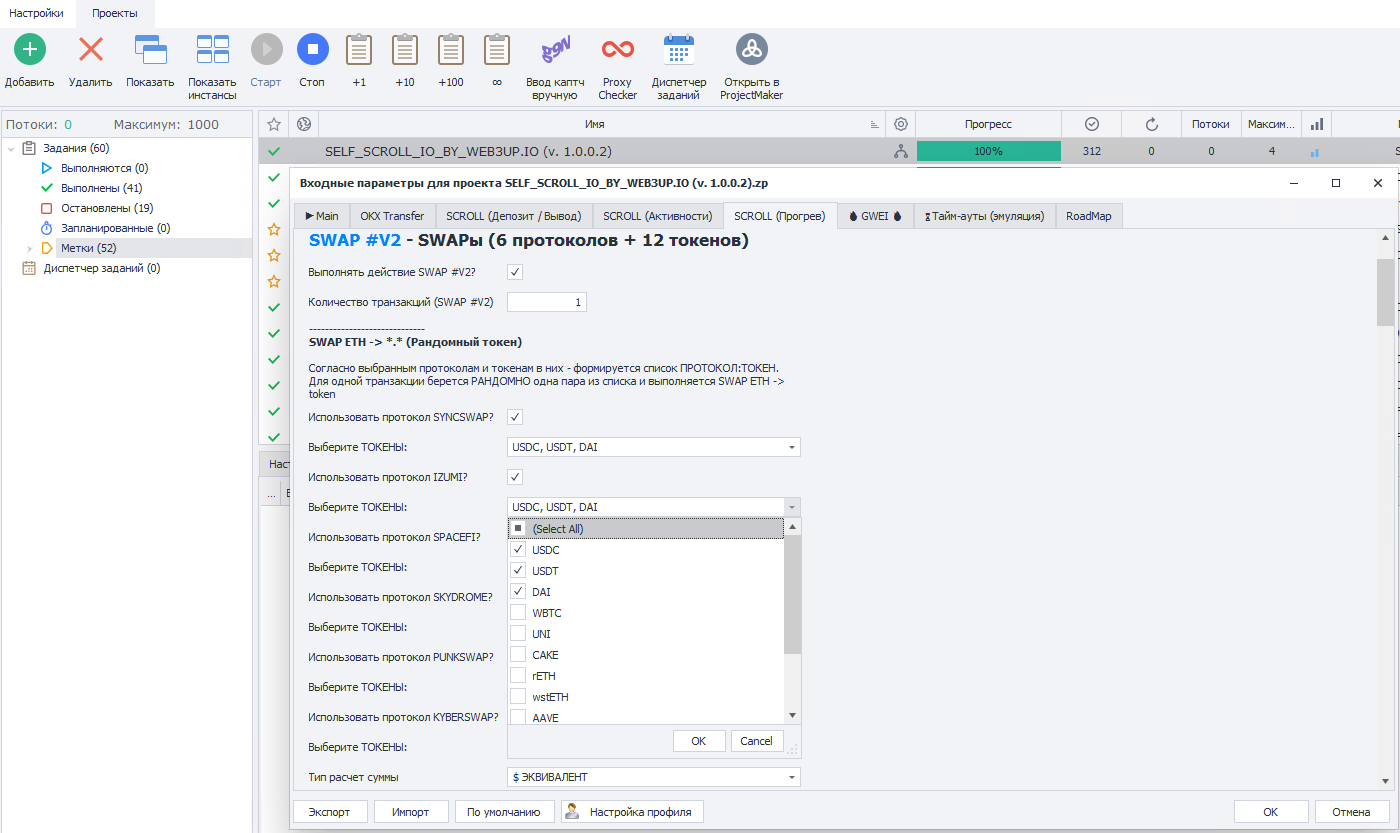 Настройки Проекты
Добавить Удалить Показать Показать инстансы Старт Стоп +1 +10 +100 ∞ Ввод каптч вручную Proxy Checker Диспетчер заданий Открыть в ProjectMaker
Потоки: 0 Максимум: 1000
Имя Прогресс Потоки Максим...
Задания (60)
SELF_SCROLL_IO_BY_WEB3UP.IO (v. 1.0.0.2) 100% 312 0 0 4
Выполняются (0)
Выполнены (41)
Остановлены (19)
Запланированные (0)
Метки (52)
Диспетчер заданий (0)
Входные параметры для проекта SELF_SCROLL_IO_BY_WEB3UP.IO (v. 1.0.0.2).zp
Main OKX Transfer SCROLL (Депозит / Вывод) SCROLL (Активности) SCROLL (Прогрев) GWEI Тайм-ауты (эмуляция) RoadMap
SWAP #V2 - SWAPы (6 протоколов + 12 токенов)
Выполнять действие SWAP #V2?
Количество транзакций (SWAP #V2) 1
-----------------------------
SWAP ETH -> *.* (Рандомный токен)
Согласно выбранным протоколам и токенам в них - формируется список ПРОТОКОЛ:ТОКЕН.
Для одной транзакции берется РАНДОМНО одна пара из списка и выполняется SWAP ETH ->
token
Использовать протокол SYNCSWAP?
Выберите ТОКЕНЫ: USDC, USDT, DAI
Наст
Использовать протокол IZUMI?
...
Выберите ТОКЕНЫ: USDC, USDT, DAI
(Select All)
Использовать протокол SPACEFI?
USDC
Выберите ТОКЕНЫ:
USDT
DAI
Использовать протокол SKYDROME?
WBTC
Выберите ТОКЕНЫ:
UNI
Использовать протокол PUNKSWAP?
CAKE
rETH
Выберите ТОКЕНЫ:
wstETH
Использовать протокол KYBERSWAP?
AAVE
Выберите ТОКЕНЫ:
OK Cancel
Тип расчет суммы $ ЭКВИВАЛЕНТ
Экспорт Импорт По умолчанию Настройка профиля OK Отмена